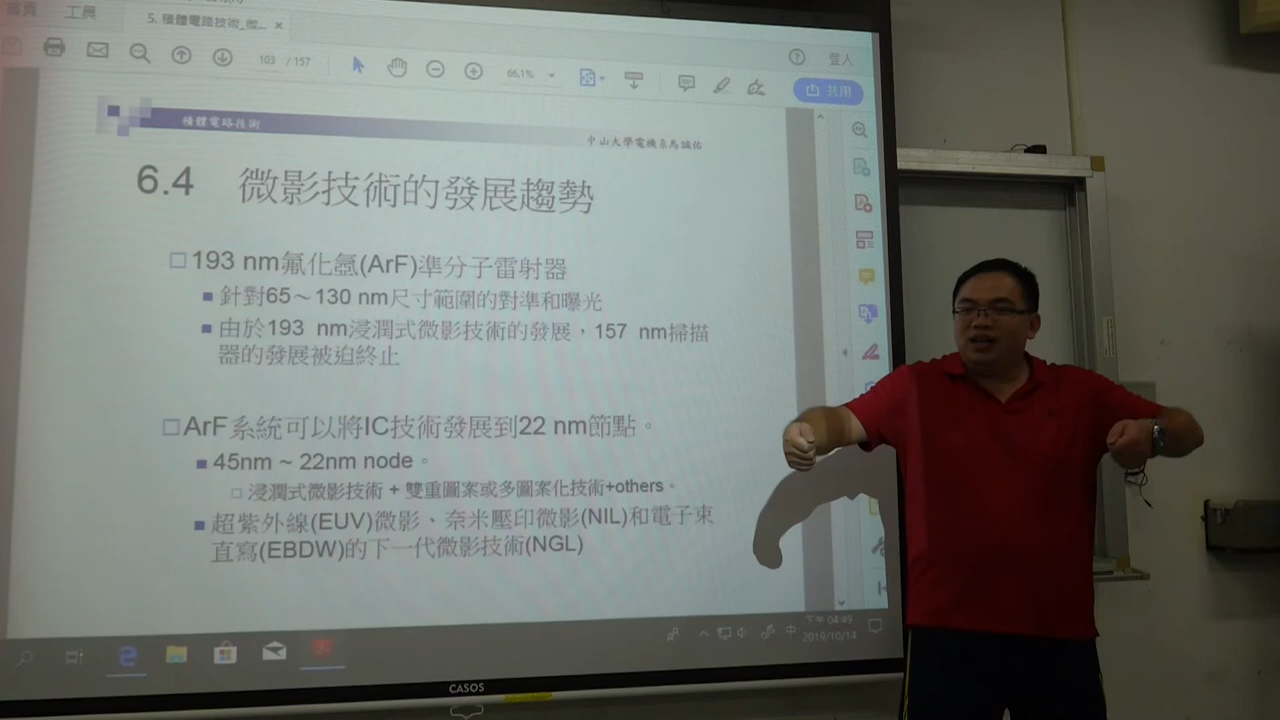 首頁 工具
5. 積體電路技術_微...
103 / 157
66.1%
登入
共用
積體電路技術
中山大學電機系馬誠佑
6.4 微影技術的發展趨勢
193 nm氟化氬(ArF)準分子雷射器
針對65～130 nm尺寸範圍的對準和曝光
由於193 nm浸潤式微影技術的發展，157 nm掃描
器的發展被迫終止
ArF系統可以將IC技術發展到22 nm節點。
45nm ~ 22nm node。
浸潤式微影技術 + 雙重圖案或多圖案化技術+others。
超紫外線(EUV)微影、奈米壓印微影(NIL)和電子束
直寫(EBDW)的下一代微影技術(NGL)
中
下午 04:49
2019/10/14
CASOS